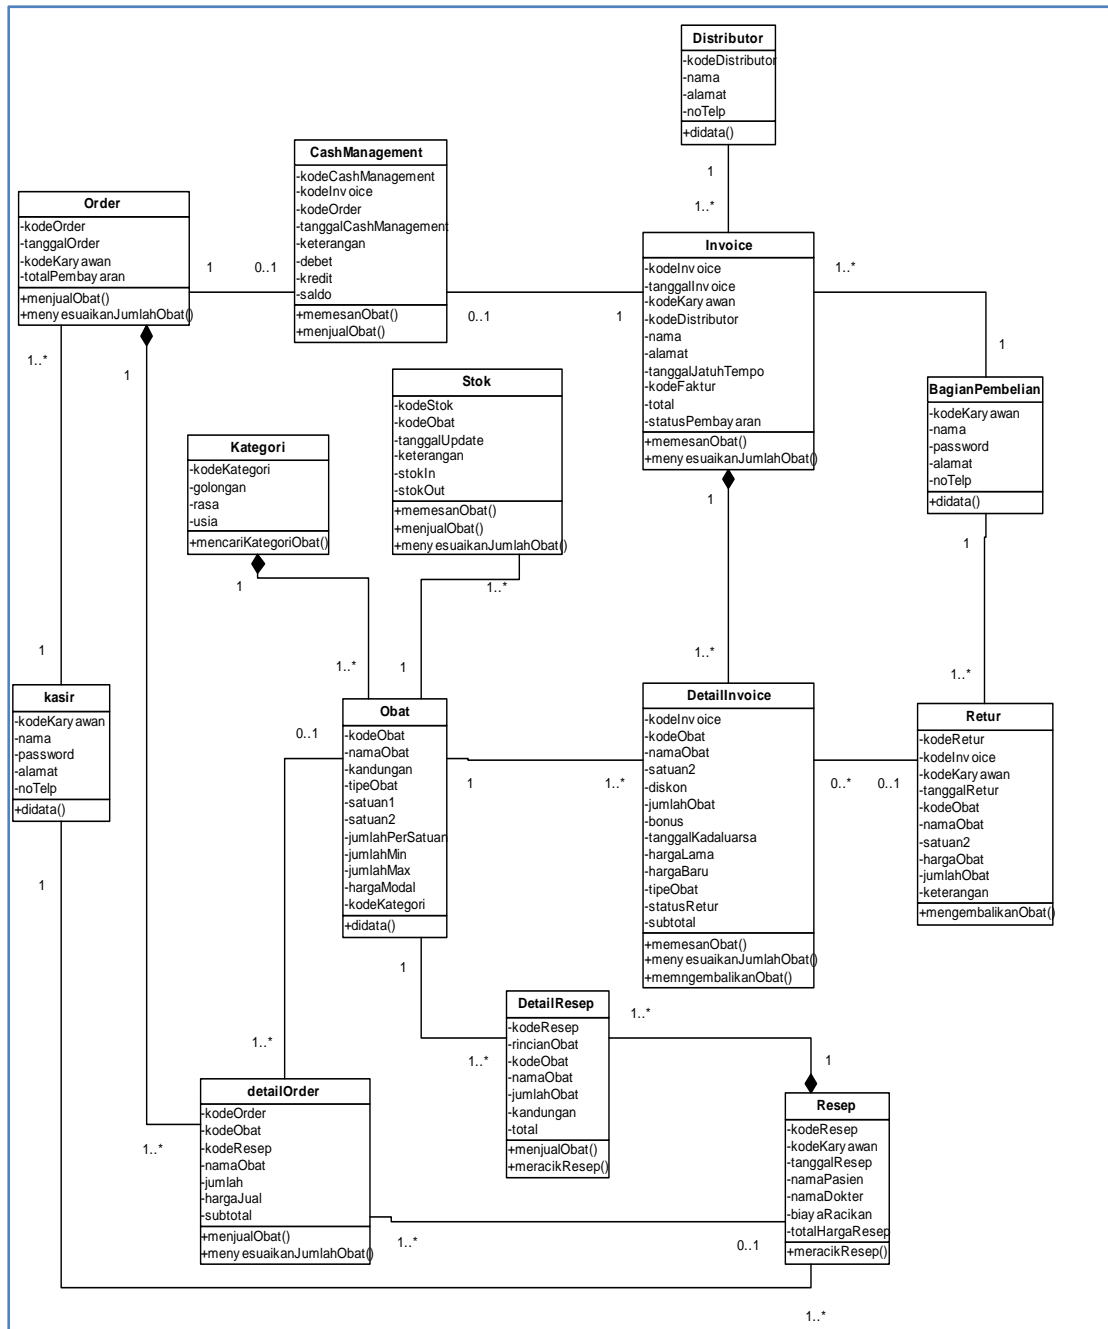 Distributor
-kodeDistributor
-nama
-alamat
-noTelp
+didata()
1
1..*
CashManagement
-kodeCashManagement
-kodeInvoice
-kodeOrder
-tanggalCashManagement
-keterangan
-debet
-kredit
-saldo
+memesanObat()
+menjualObat()
Order
-kodeOrder
-tanggalOrder
-kodeKaryawan
-totalPembayaran
+menjualObat()
+menyesuaikanJumlahObat()
1
0..1
0..1
1
Invoice
-kodeInvoice
-tanggalInvoice
-kodeKaryawan
-kodeDistributor
-nama
-alamat
-tanggalJatuhTempo
-kodeFaktur
-total
-statusPembayaran
+memesanObat()
+menyesuaikanJumlahObat()
1..*
1
BagianPembelian
-kodeKaryawan
-nama
-password
-alamat
-noTelp
+didata()
1
1..*
1..*
1
1
Stok
-kodeStok
-kodeObat
-tanggalUpdate
-keterangan
-stokIn
-stokOut
+memesanObat()
+menjualObat()
+menyesuaikanJumlahObat()
1..*
1
Kategori
-kodeKategori
-golongan
-rasa
-usia
+mencariKategoriObat()
1
1..*
1
1..*
1
kasir
-kodeKaryawan
-nama
-password
-alamat
-noTelp
+didata()
1
Obat
-kodeObat
-namaObat
-kandungan
-tipeObat
-satuan1
-satuan2
-jumlahPerSatuan
-jumlahMin
-jumlahMax
-hargaModal
-kodeKategori
+didata()
0..1
1
1..*
1
DetailInvoice
-kodeInvoice
-kodeObat
-namaObat
-satuan2
-diskon
-jumlahObat
-bonus
-tanggalKadaluarsa
-hargaLama
-hargaBaru
-tipeObat
-statusRetur
-subtotal
+memesanObat()
+menyesuaikanJumlahObat()
+memngembalikanObat()
0..*
0..1
Retur
-kodeRetur
-kodeInvoice
-kodeKaryawan
-tanggalRetur
-kodeObat
-namaObat
-satuan2
-hargaObat
-jumlahObat
-keterangan
+mengembalikanObat()
DetailResep
-kodeResep
-rincianObat
-kodeObat
-namaObat
-jumlahObat
-kandungan
-total
+menjualObat()
+meracikResep()
1..*
1..*
1
detailOrder
-kodeOrder
-kodeObat
-kodeResep
-namaObat
-jumlah
-hargaJual
-subtotal
+menjualObat()
+menyesuaikanJumlahObat()
1..*
1..*
1..*
0..1
Resep
-kodeResep
-kodeKaryawan
-tanggalResep
-namaPasien
-namaDokter
-biayaRacikan
-totalHargaResep
+meracikResep()
1..*